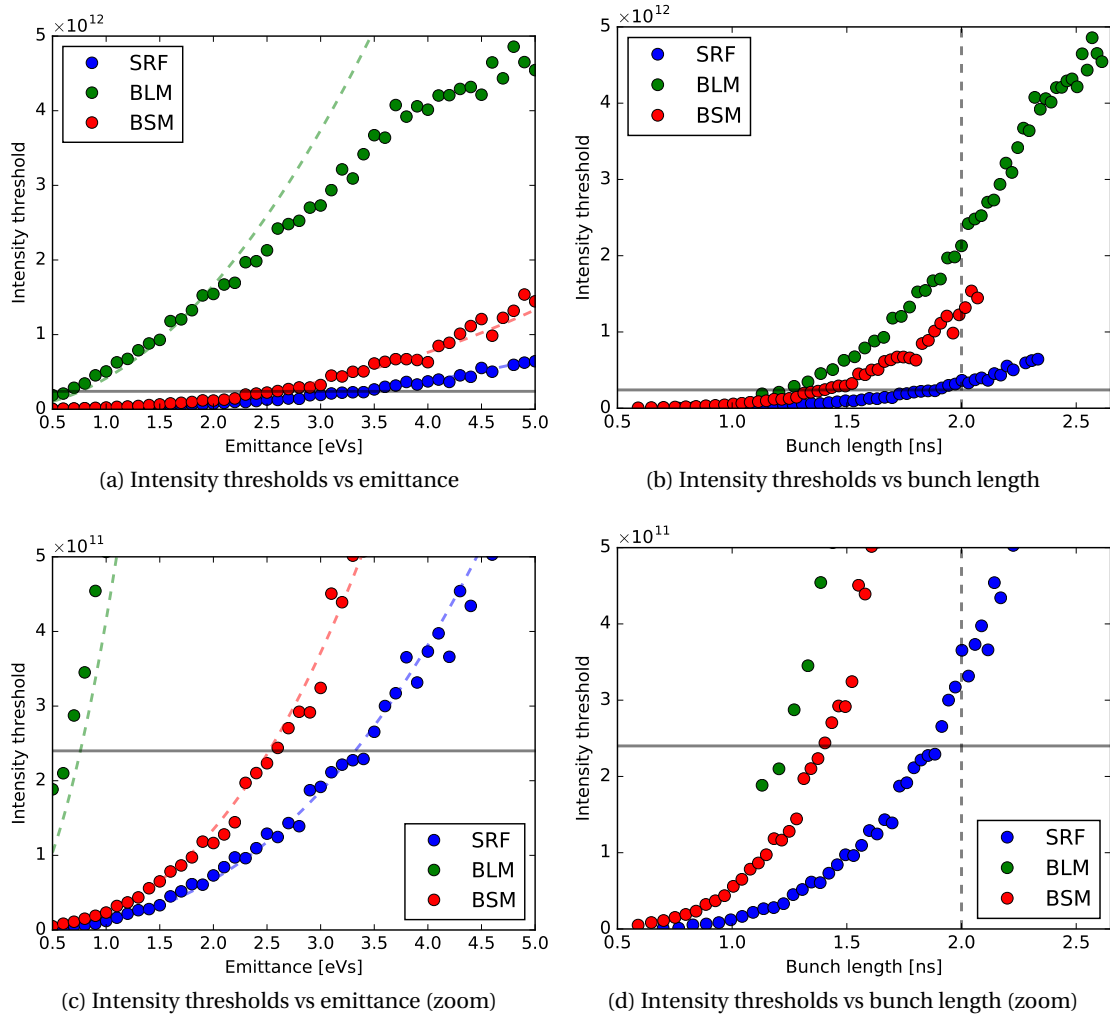 ×10¹²
5
4
3
2
1
0
Intensity threshold
SRF
BLM
BSM
0.5 1.0 1.5 2.0 2.5 3.0 3.5 4.0 4.5 5.0
Emittance [eVs]
(a) Intensity thresholds vs emittance
×10¹²
5
4
3
2
1
0
Intensity threshold
SRF
BLM
BSM
0.5 1.0 1.5 2.0 2.5
Bunch length [ns]
(b) Intensity thresholds vs bunch length
×10¹¹
5
4
3
2
1
0
Intensity threshold
SRF
BLM
BSM
0.5 1.0 1.5 2.0 2.5 3.0 3.5 4.0 4.5 5.0
Emittance [eVs]
(c) Intensity thresholds vs emittance (zoom)
×10¹¹
5
4
3
2
1
0
Intensity threshold
SRF
BLM
BSM
0.5 1.0 1.5 2.0 2.5
Bunch length [ns]
(d) Intensity thresholds vs bunch length (zoom)